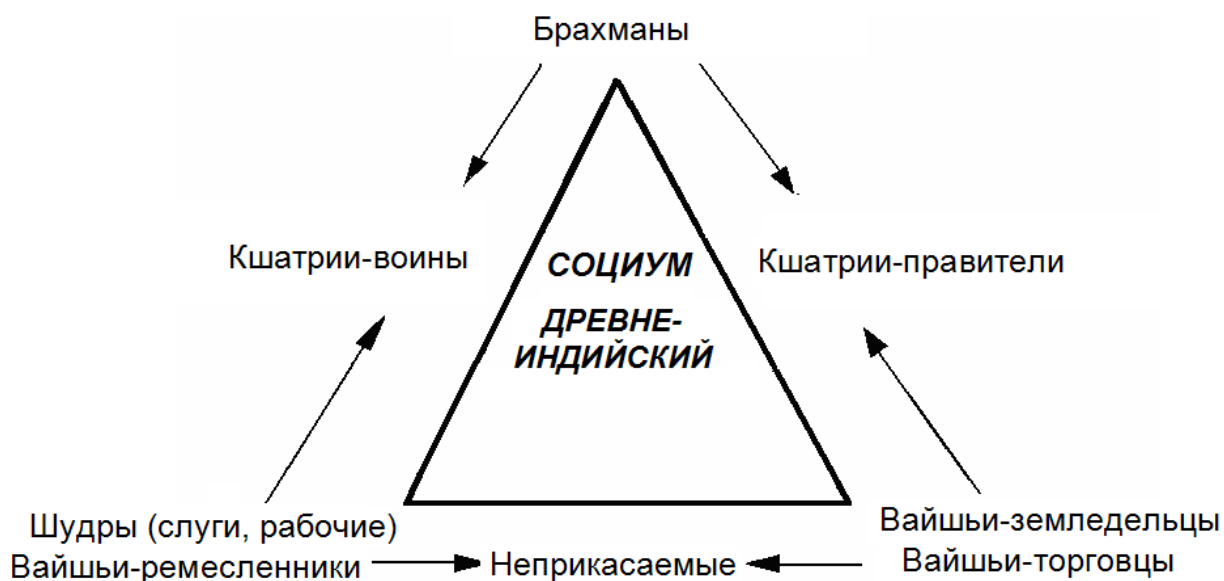 Брахманы
Кшатрии-воины
СОЦИУМ
Кшатрии-правители
ДРЕВНЕ-
ИНДИЙСКИЙ
Шудры (слуги, рабочие)
Вайшьи-ремесленники
Неприкасаемые
Вайшьи-земледельцы
Вайшьи-торговцы